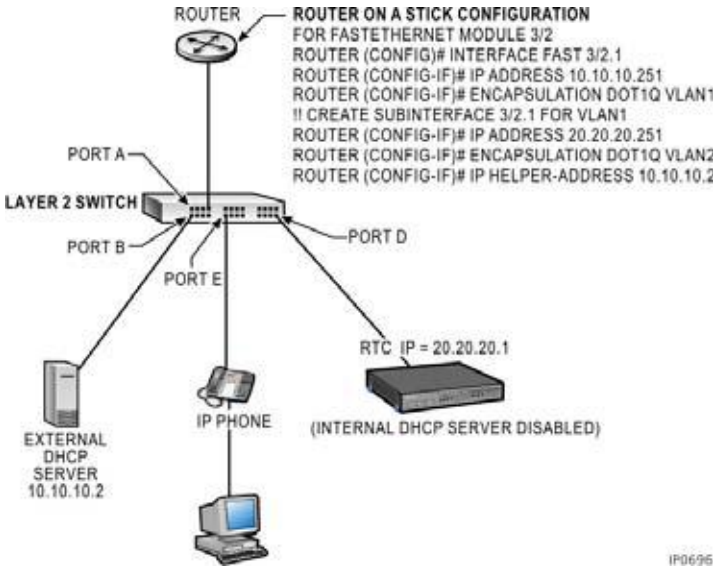 ROUTER
ROUTER ON A STICK CONFIGURATION
FOR FASTETHERNET MODULE 3/2
ROUTER (CONFIG)# INTERFACE FAST 3/2.1
ROUTER (CONFIG-IF)# IP ADDRESS 10.10.10.251
ROUTER (CONFIG-IF)# ENCAPSULATION DOT1Q VLAN1
!! CREATE SUBINTERFACE 3/2.1 FOR VLAN1
ROUTER (CONFIG-IF)# IP ADDRESS 20.20.20.251
ROUTER (CONFIG-IF)# ENCAPSULATION DOT1Q VLAN2
ROUTER (CONFIG-IF)# IP HELPER-ADDRESS 10.10.10.2
PORT A
LAYER 2 SWITCH
PORT B
PORT E
PORT D
RTC IP = 20.20.20.1
IP PHONE
(INTERNAL DHCP SERVER DISABLED)
EXTERNAL
DHCP
SERVER
10.10.10.2
IP0696